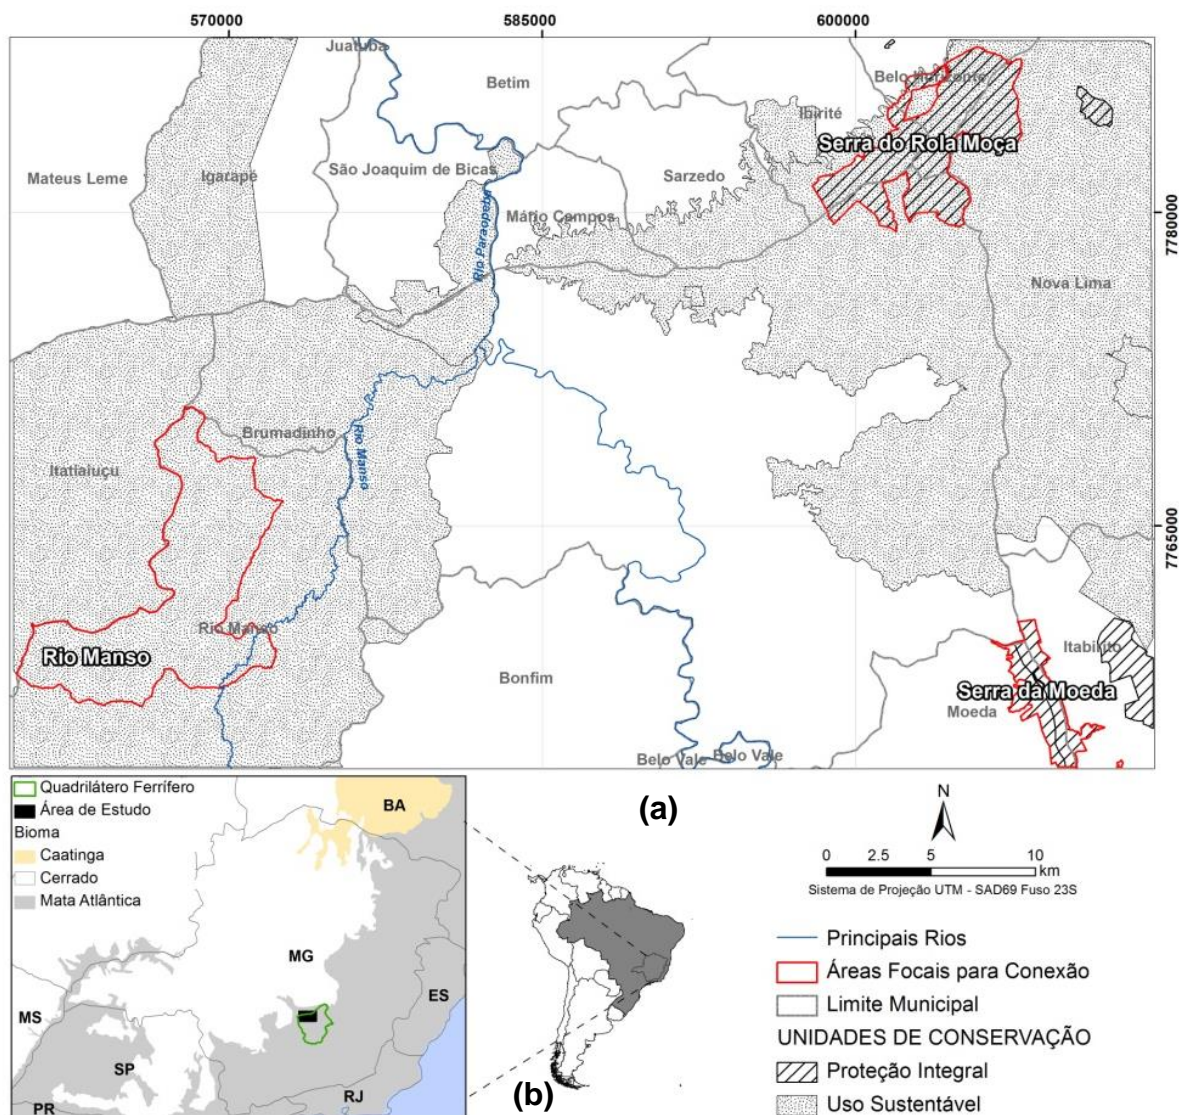 570000
585000
600000
Juatuba
Betim
Belo Horizonte
Ibirité
Serra do Rola Moça
Mateus Leme
Igarapé
São Joaquim de Bicas
Sarzedo
Mário Campos
7780000
Rio Paraopeba
Nova Lima
Brumadinho
Itatiaiuçu
Rio Manso
7765000
Rio Manso
Rio Manso
Bonfim
Itabirito
Serra da Moeda
Moeda
Belo Vale
Belo Vale
(a)
Quadrilátero Ferrífero
Área de Estudo
Bioma
Caatinga
Cerrado
Mata Atlântica
BA
MG
ES
MS
SP
RJ
PR
(b)
N
0 2.5 5 10
km
Sistema de Projeção UTM - SAD69 Fuso 23S
Principais Rios
Áreas Focais para Conexão
Limite Municipal
UNIDADES DE CONSERVAÇÃO
Proteção Integral
Uso Sustentável